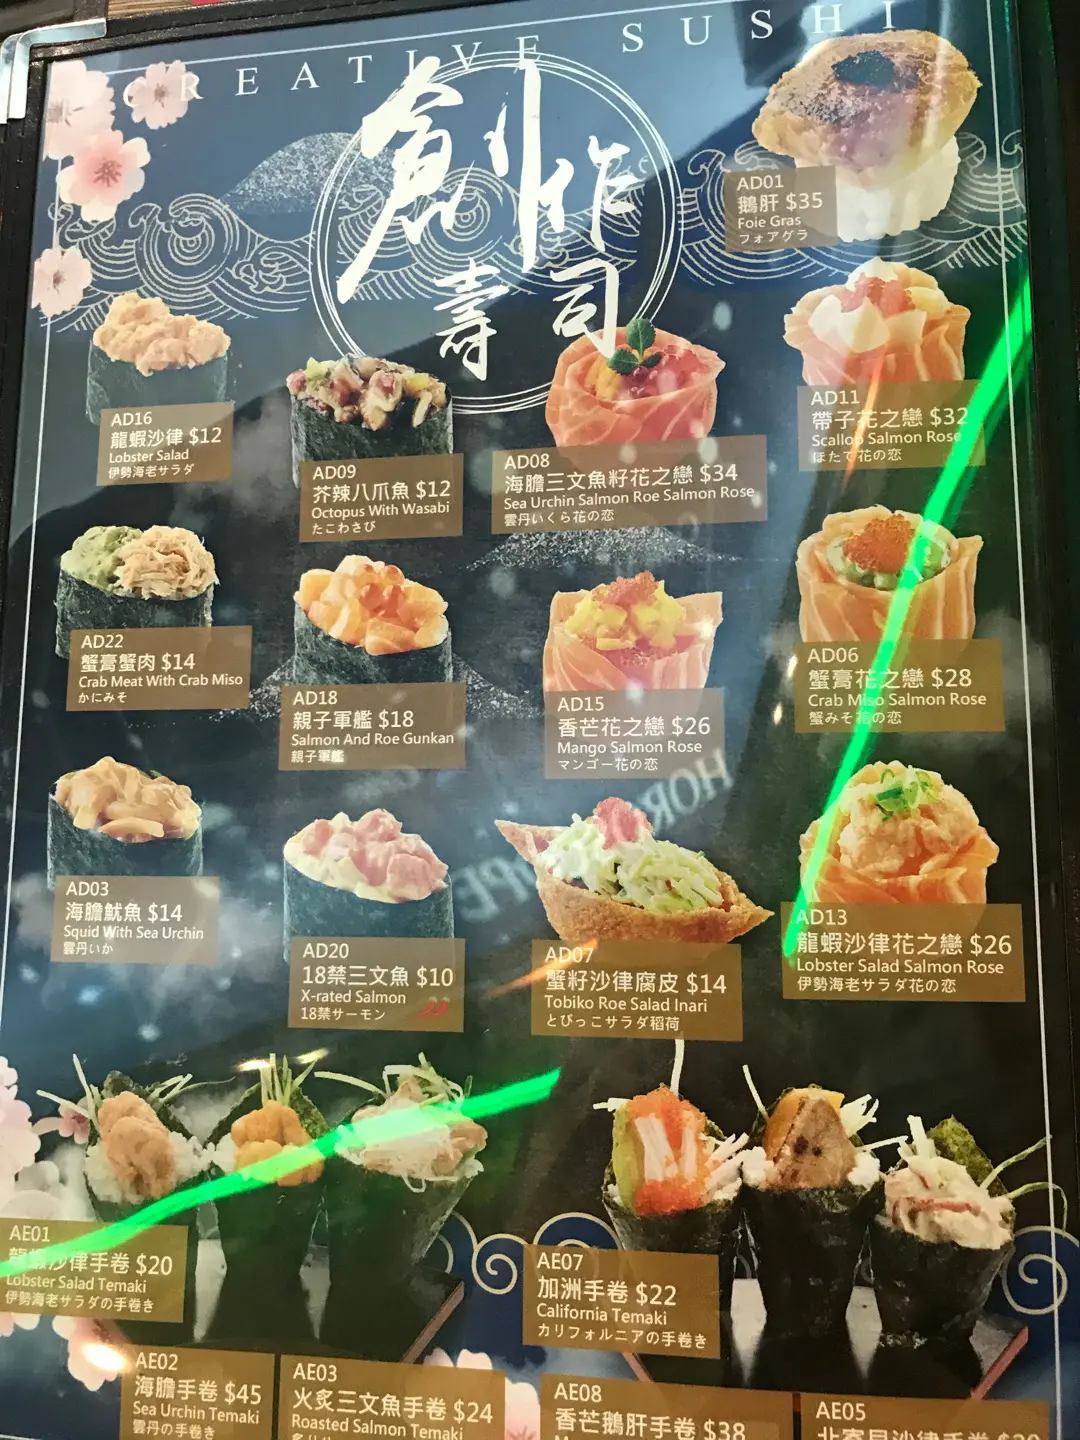 CREATIVE SUSHI
創作
壽司
AD01
鵝肝 $35
Foie Gras
フォアグラ
AD16
龍蝦沙律 $12
Lobster Salad
伊勢海老サラダ
AD09
芥辣八爪魚 $12
Octopus With Wasabi
たこわさび
AD08
海膽三文魚籽花之戀 $34
Sea Urchin Salmon Roe Salmon Rose
雲丹いくら花の恋
AD11
帶子花之戀 $32
Scallop Salmon Rose
ほたて花の恋
AD22
蟹膏蟹肉 $14
Crab Meat With Crab Miso
かにみそ
AD18
親子軍艦 $18
Salmon And Roe Gunkan
親子軍艦
AD15
香芒花之戀 $26
Mango Salmon Rose
マンゴー花の恋
AD06
蟹膏花之戀 $28
Crab Miso Salmon Rose
蟹みそ花の恋
AD03
海膽魷魚 $14
Squid With Sea Urchin
雲丹いか
AD20
18禁三文魚 $10
X-rated Salmon
18禁サーモン
AD07
蟹籽沙律腐皮 $14
Tobiko Roe Salad Inari
とびっこサラダ稲荷
AD13
龍蝦沙律花之戀 $26
Lobster Salad Salmon Rose
伊勢海老サラダ花の恋
AE01
龍蝦沙律手卷 $20
Lobster Salad Temaki
伊勢海老サラダの手巻き
AE07
加洲手卷 $22
California Temaki
カリフォルニアの手巻き
AE02
海膽手卷 $45
Sea Urchin Temaki
雲丹の手巻き
AE03
火炙三文魚手卷 $24
Roasted Salmon Temaki
AE08
香芒鵝肝手卷 $38
AE05